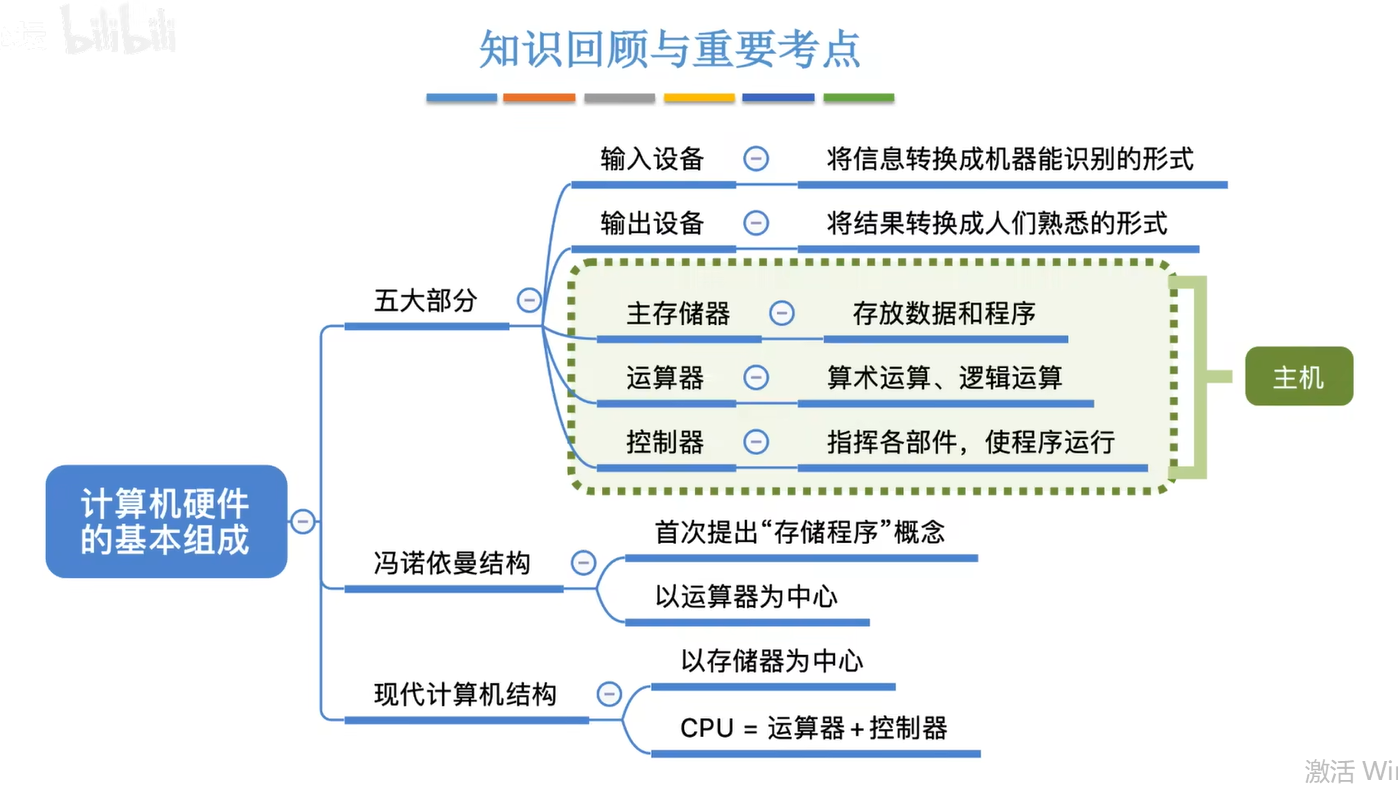 bilibili
知识回顾与重要考点
输入设备
将信息转换成机器能识别的形式
输出设备
将结果转换成人们熟悉的形式
五大部分
主存储器
存放数据和程序
运算器
算术运算、逻辑运算
主机
控制器
指挥各部件，使程序运行
计算机硬件
的基本组成
首次提出“存储程序”概念
冯诺依曼结构
以运算器为中心
以存储器为中心
现代计算机结构
CPU = 运算器+控制器
激活 Win